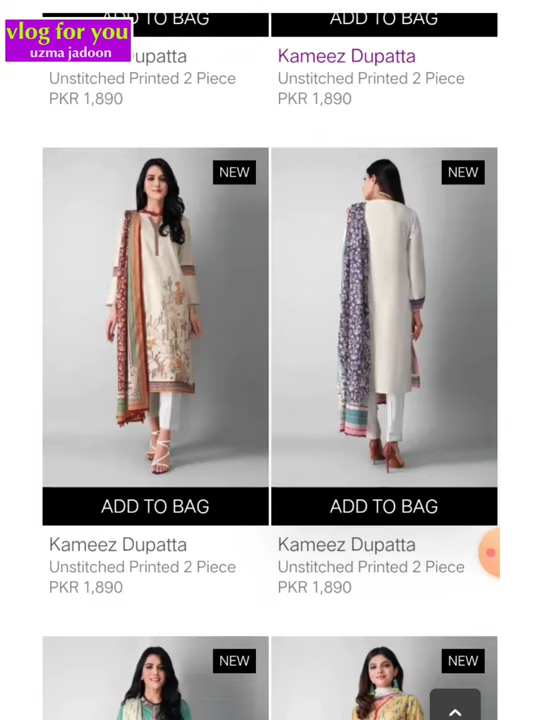 ADD TO BAG
ADD TO BAG
vlog for you
uzma jadoon
upatta
Kameez Dupatta
Unstitched Printed 2 Piece
Unstitched Printed 2 Piece
PKR 1,890
PKR 1,890
NEW
NEW
ADD TO BAG
ADD TO BAG
Kameez Dupatta
Kameez Dupatta
Unstitched Printed 2 Piece
Unstitched Printed 2 Piece
PKR 1,890
PKR 1,890
NEW
NEW